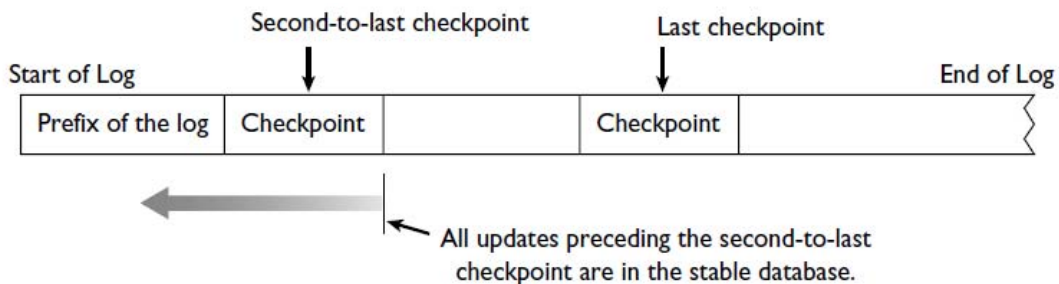 Second-to-last checkpoint
Last checkpoint
Start of Log
End of Log
Prefix of the log
Checkpoint
Checkpoint
All updates preceding the second-to-last
checkpoint are in the stable database.